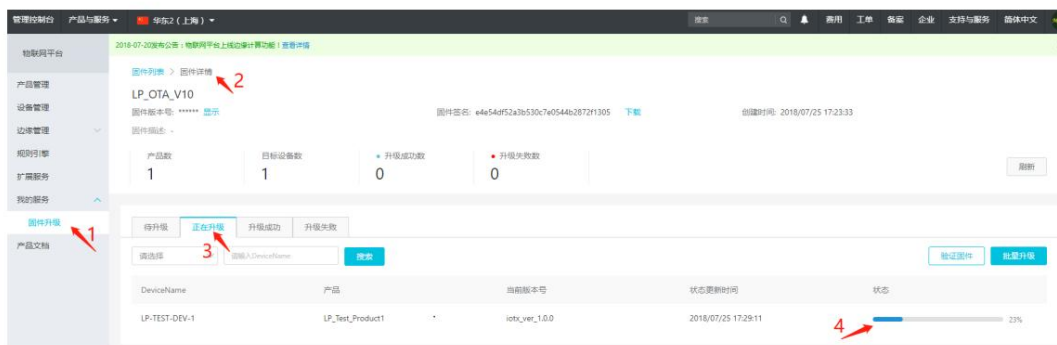 管理控制台 产品与服务 华东2(上海) 搜索 费用 工单 备案 企业 支持与服务 简体中文
物联网平台
2018-07-20发布公告:物联网平台上线边缘计算功能!查看详情
产品管理
设备管理
边缘管理
规则引擎
扩展服务
我的服务
固件升级
产品文档
1
固件列表 > 固件详情
2
LP_OTA_V10
固件版本号: ****** 显示 固件签名: e4e54df52a3b530c7e0544b2872f1305 下载 创建时间: 2018/07/25 17:23:33
固件描述: -
产品数 目标设备数 升级成功数 升级失败数
1 1 0 0
刷新
待升级 正在升级 升级成功 升级失败
3
请选择 请输入DeviceName 搜索 验证固件 批量升级
DeviceName 产品 当前版本号 状态更新时间 状态
LP-TEST-DEV-1 LP_Test_Product1 iotx_ver_1.0.0 2018/07/25 17:29:11 23%
4